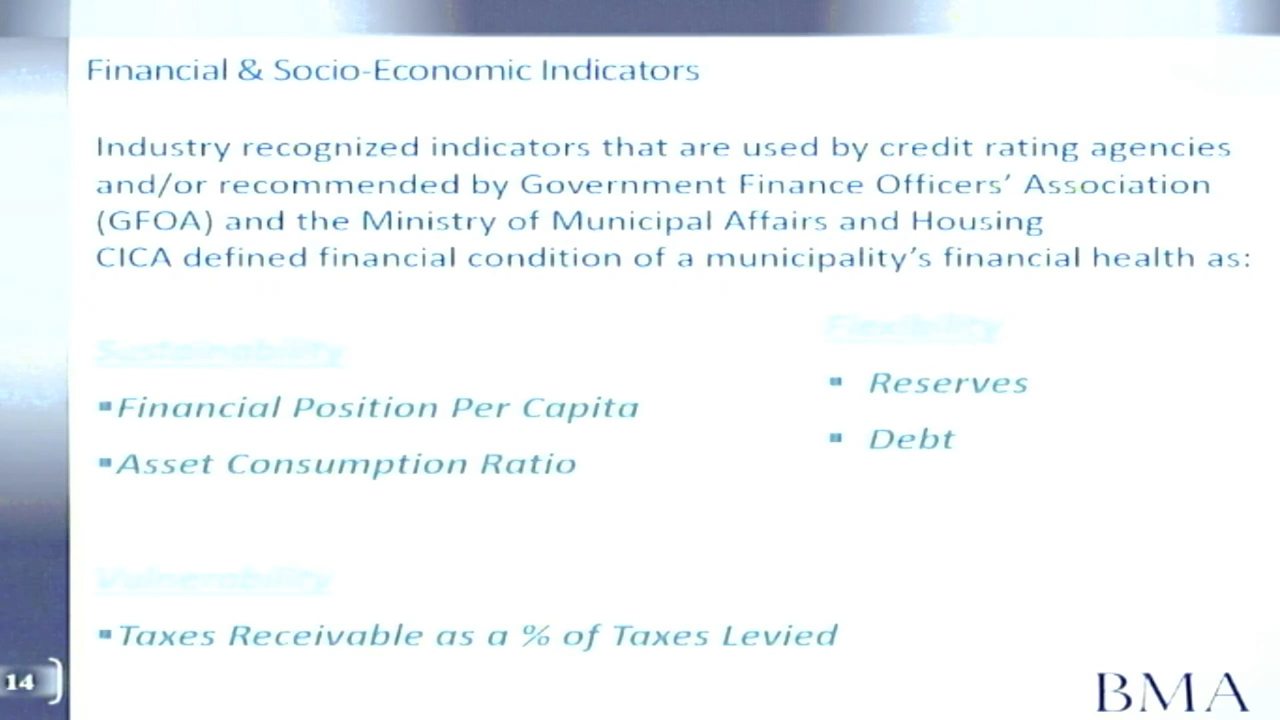 Financial & Socio-Economic Indicators
Industry recognized indicators that are used by credit rating agencies
and/or recommended by Government Finance Officers’ Association
(GFOA) and the Ministry of Municipal Affairs and Housing
CICA defined financial condition of a municipality’s financial health as:
Sustainability
▪Financial Position Per Capita
▪Asset Consumption Ratio
Flexibility
▪ Reserves
▪ Debt
Vulnerability
▪Taxes Receivable as a % of Taxes Levied
14
BMA